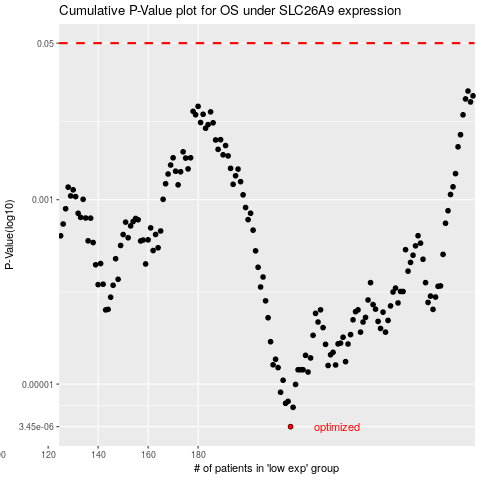 Cumulative P-Value plot for OS under SLC26A9 expression
0.05
0.001
0.00001
3.45e-06
P-Value(log10)
optimized
00
120
140
160
180
# of patients in 'low exp' group